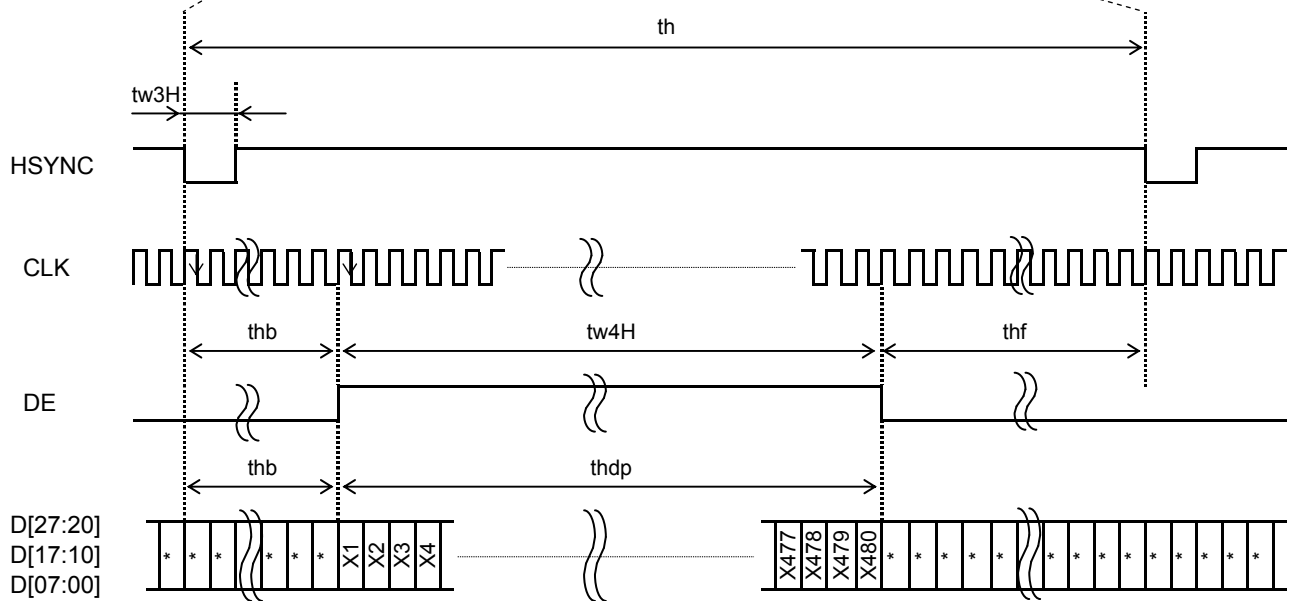 th
tw3H
HSYNC
CLK
thb tw4H thf
DE
thb thdp
D[27:20]
D[17:10]
D[07:00]
* * * * * * X1 X2 X3 X4 X477 X478 X479 X480 * * * * * * * * * * * * * * *